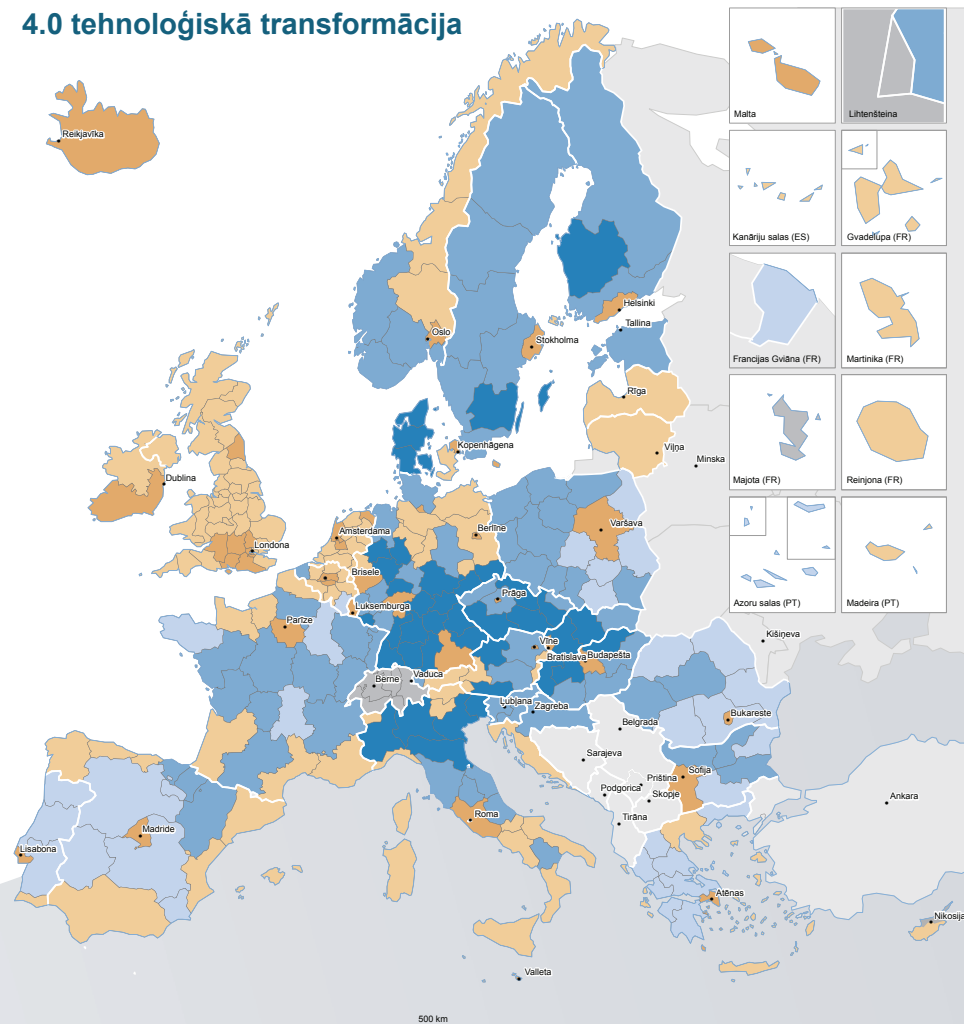 4.0 tehnoloģiskā transformācija
Reikjavīka
Malta
Lihtenšteina
Kanāriju salas (ES)
Gvadelupa (FR)
Francijas Gviāna (FR)
Martinika (FR)
Majota (FR)
Reinjona (FR)
Azoru salas (PT)
Madeira (PT)
Helsinki
Tallina
Oslo
Stokholma
Rīga
Kopenhāgena
Viļņa
Minska
Dublina
Londona
Amsterdama
Berlīne
Varšava
Brisele
Luksemburga
Prāga
Parīze
Vīne
Bratislava
Budapešta
Kišiņeva
Berne
Vaduca
Ļubļana
Zagreba
Bukareste
Belgrada
Sarajeva
Priština
Sofija
Podgorica
Skopje
Tirāna
Ankara
Roma
Madride
Lisabona
Atēnas
Nikosija
Valleta
500 km